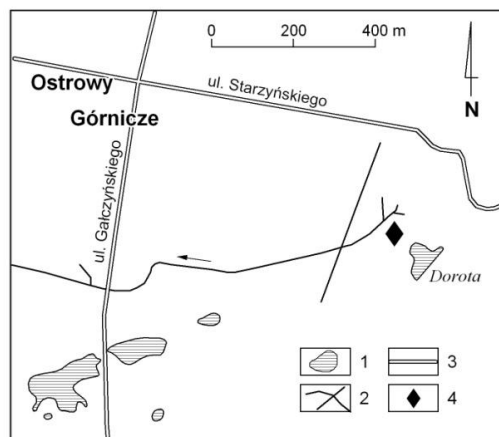 0 200 400 m
Ostrowy
Górnicze
ul. Starzyńskiego
N
ul. Gałczyńskiego
Dorota
1 3
2 4